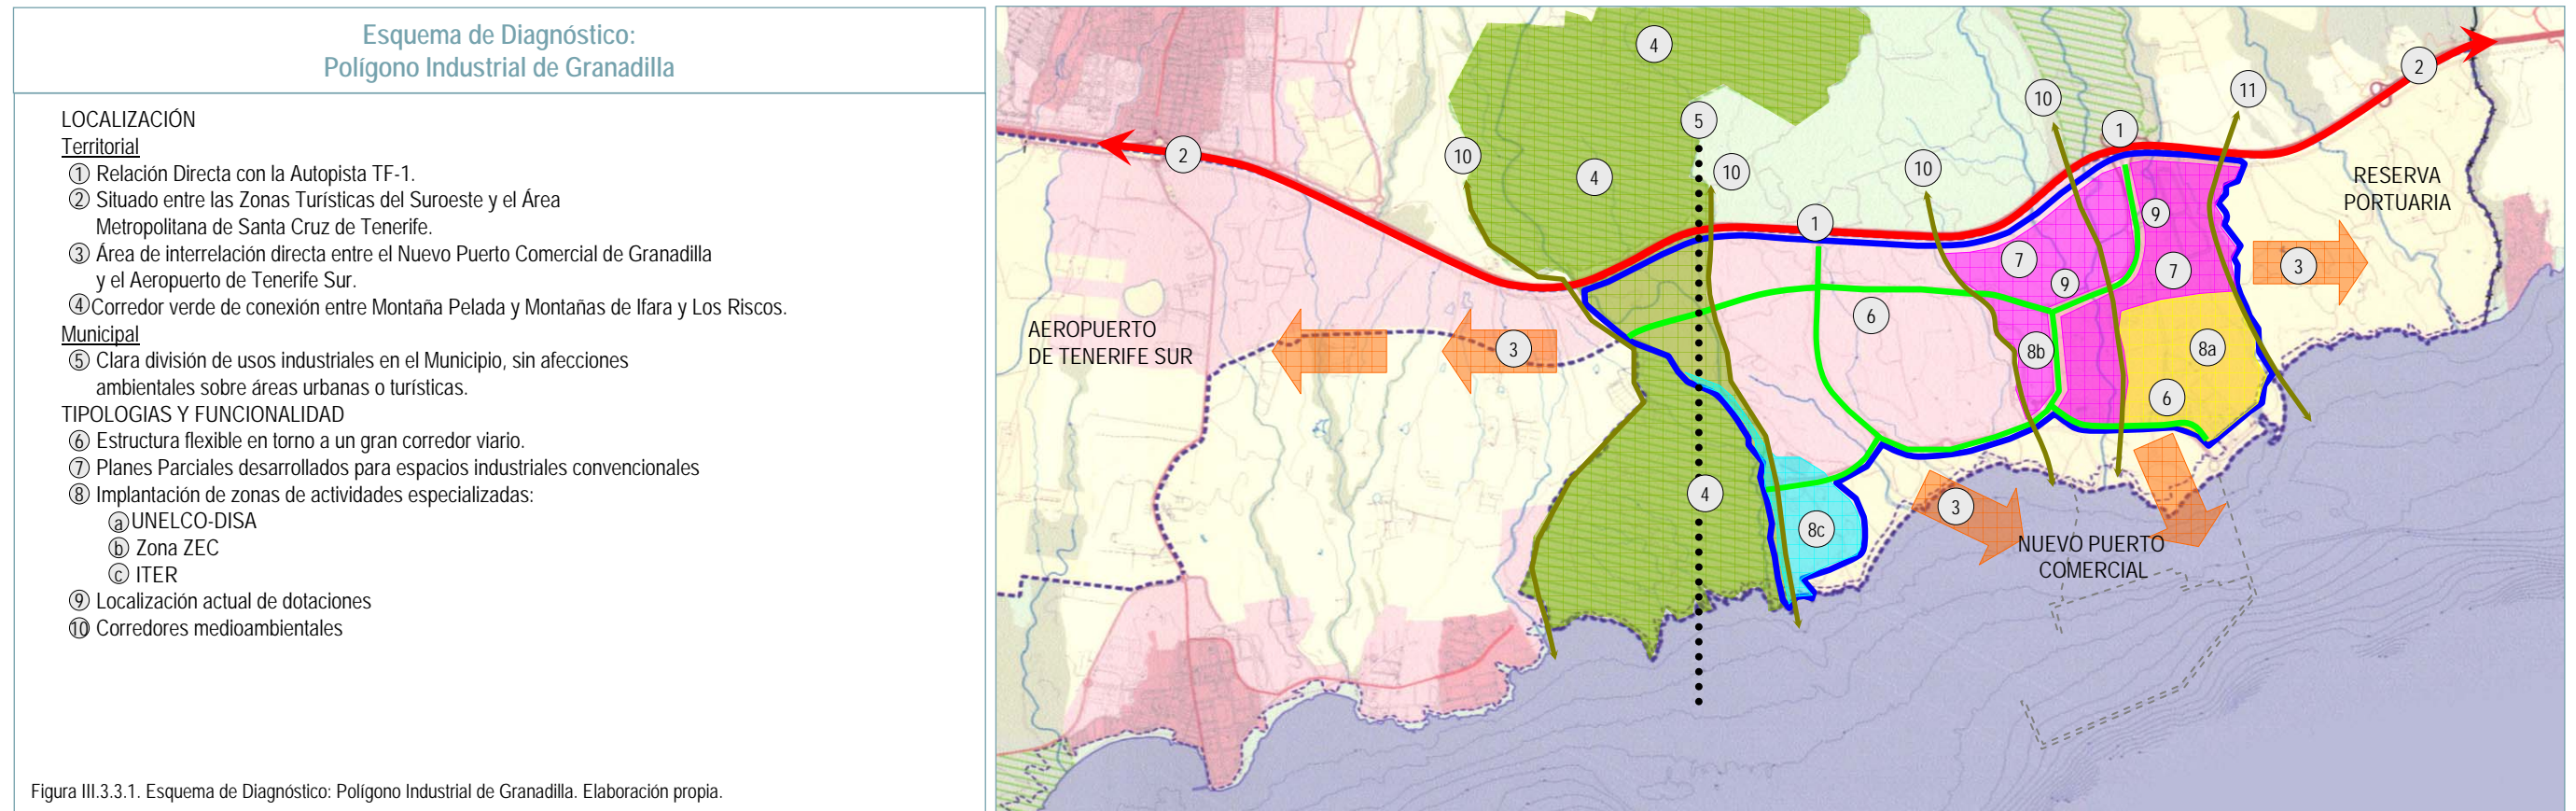 Esquema de Diagnóstico:
Polígono Industrial de Granadilla
LOCALIZACIÓN
Territorial
1 Relación Directa con la Autopista TF-1.
2 Situado entre las Zonas Turísticas del Suroeste y el Área
Metropolitana de Santa Cruz de Tenerife.
3 Área de interrelación directa entre el Nuevo Puerto Comercial de Granadilla
y el Aeropuerto de Tenerife Sur.
4 Corredor verde de conexión entre Montaña Pelada y Montañas de Ifara y Los Riscos.
Municipal
5 Clara división de usos industriales en el Municipio, sin afecciones
ambientales sobre áreas urbanas o turísticas.
TIPOLOGIAS Y FUNCIONALIDAD
6 Estructura flexible en torno a un gran corredor viario.
7 Planes Parciales desarrollados para espacios industriales convencionales
8 Implantación de zonas de actividades especializadas:
a UNELCO-DISA
b Zona ZEC
c ITER
9 Localización actual de dotaciones
10 Corredores medioambientales
Figura III.3.3.1. Esquema de Diagnóstico: Polígono Industrial de Granadilla. Elaboración propia.
4
2
11
10
5
1
2
10
10
10
4
RESERVA
PORTUARIA
9
1
7
3
7
9
6
AEROPUERTO
DE TENERIFE SUR
3
8b
8a
6
4
3
8c
NUEVO PUERTO
COMERCIAL